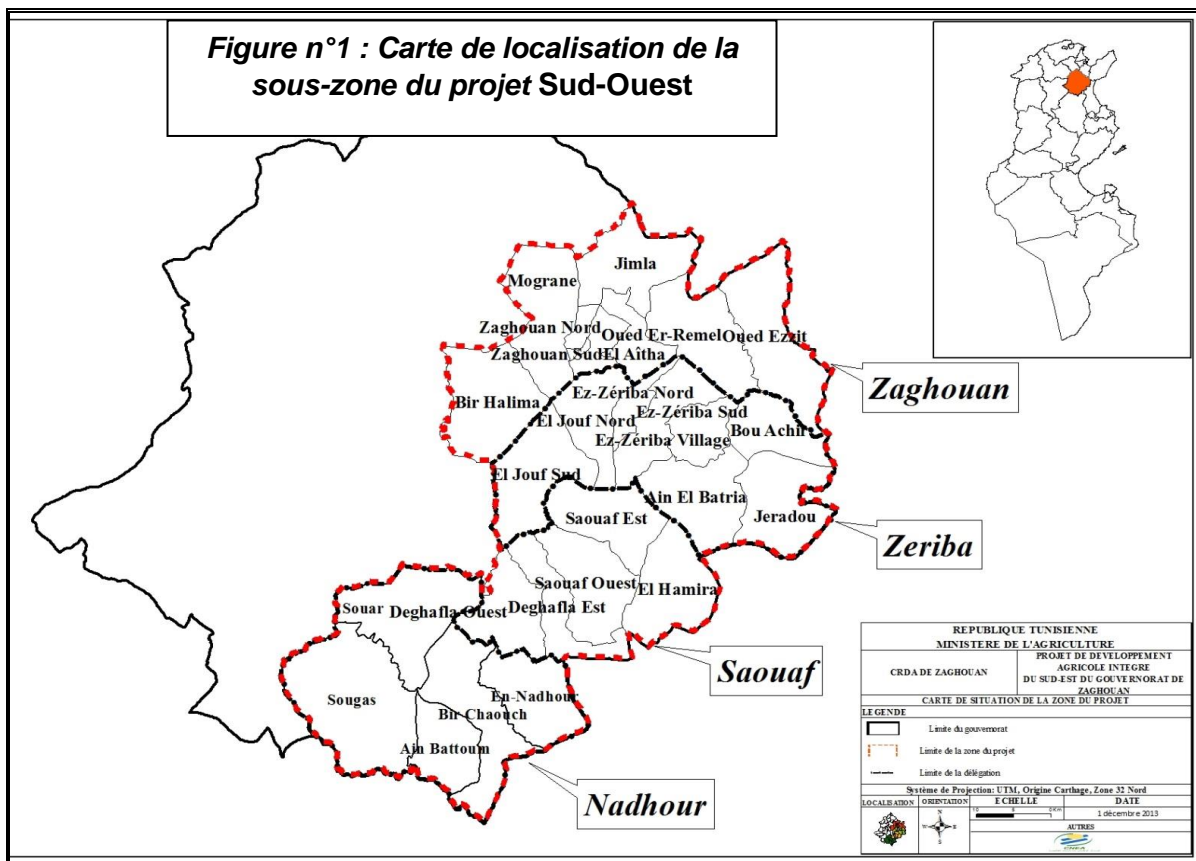 Figure n°1 : Carte de localisation de la
sous-zone du projet Sud-Ouest
Jimla
Mograne
Zaghouan Nord
Oued Er-Remel
Oued Ezzit
Zaghouan Sud
El Aîtha
Zaghouan
Ez-Zériba Nord
Bir Halima
Ez-Zériba Sud
El Jouf Nord
Bou Achir
Ez-Zériba Village
El Jouf Sud
Ain El Batria
Saouaf Est
Jeradou
Zeriba
Saouaf Ouest
El Hamira
Souar
Deghafla Ouest
Deghafla Est
Saouaf
Sougas
En-Nadhour
Bir Chaouch
Ain Battoum
Nadhour
REPUBLIQUE TUNISIENNE
MINISTERE DE L'AGRICULTURE
CRDA DE ZAGHOUAN
PROJET DE DEVELOPPEMENT
AGRICOLE INTEGRE
DU SUD-EST DU GOUVERNORAT DE
ZAGHOUAN
CARTE DE SITUATION DE LA ZONE DU PROJET
LEGENDE
Limite du gouvernorat
Limite de la zone du projet
Limite de la délégation
Système de Projection: UTM, Origine Carthage, Zone 32 Nord
LOCALISATION
ORIENTATION
ECHELLE
DATE
N
W
E
S
1 décembre 2013
AUTRES
CNEA